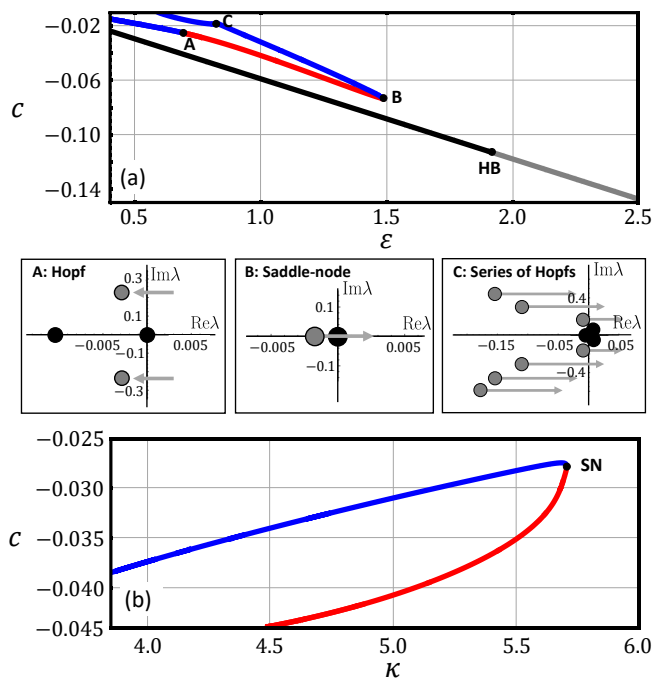 −0.02
C
A
−0.06
c
B
−0.10
HB
(a)
−0.14
0.5 1.0 1.5 2.0 2.5
ε
A: Hopf Imλ B: Saddle-node Imλ C: Series of Hopfs Imλ
0.3 0.1 0.4
0.1 Reλ Reλ Reλ
−0.005 0.005 −0.005 0.005 −0.15 −0.05 0.05
−0.1 −0.1 −0.4
−0.3
−0.025
SN
−0.030
c −0.035
−0.040
(b)
−0.045
4.0 4.5 5.0 5.5 6.0
κ